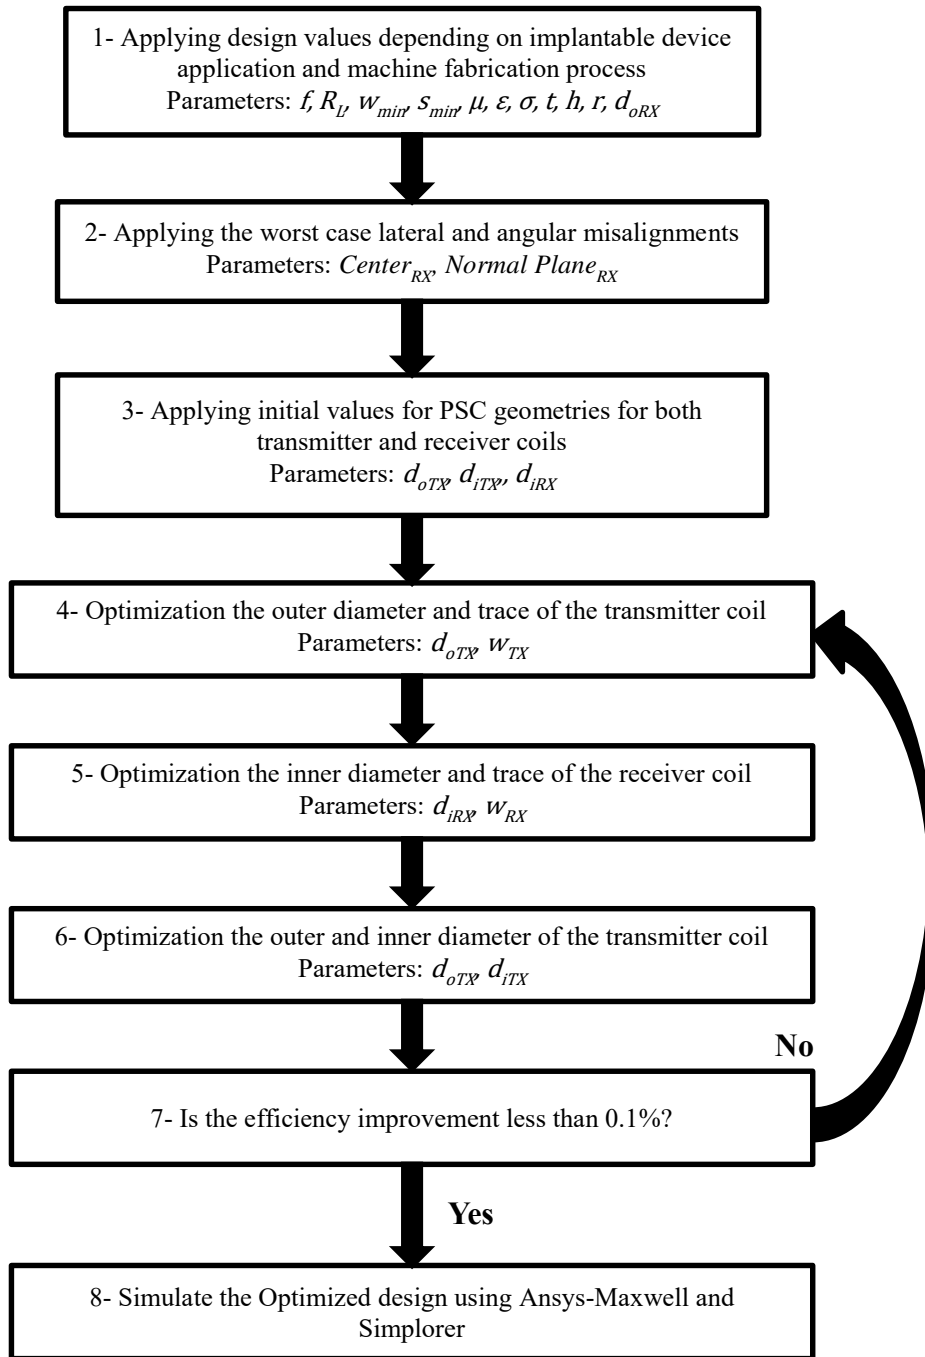 1- Applying design values depending on implantable device
application and machine fabrication process
Parameters: f, R_L, w_min, s_min, μ, ε, σ, t, h, r, d_oRX
2- Applying the worst case lateral and angular misalignments
Parameters: Center_RX, Normal Plane_RX
3- Applying initial values for PSC geometries for both
transmitter and receiver coils
Parameters: d_oTX, d_iTX,, d_iRX
4- Optimization the outer diameter and trace of the transmitter coil
Parameters: d_oTX, w_TX
5- Optimization the inner diameter and trace of the receiver coil
Parameters: d_iRX, w_RX
6- Optimization the outer and inner diameter of the transmitter coil
Parameters: d_oTX, d_iTX
No
7- Is the efficiency improvement less than 0.1%?
Yes
8- Simulate the Optimized design using Ansys-Maxwell and
Simplorer